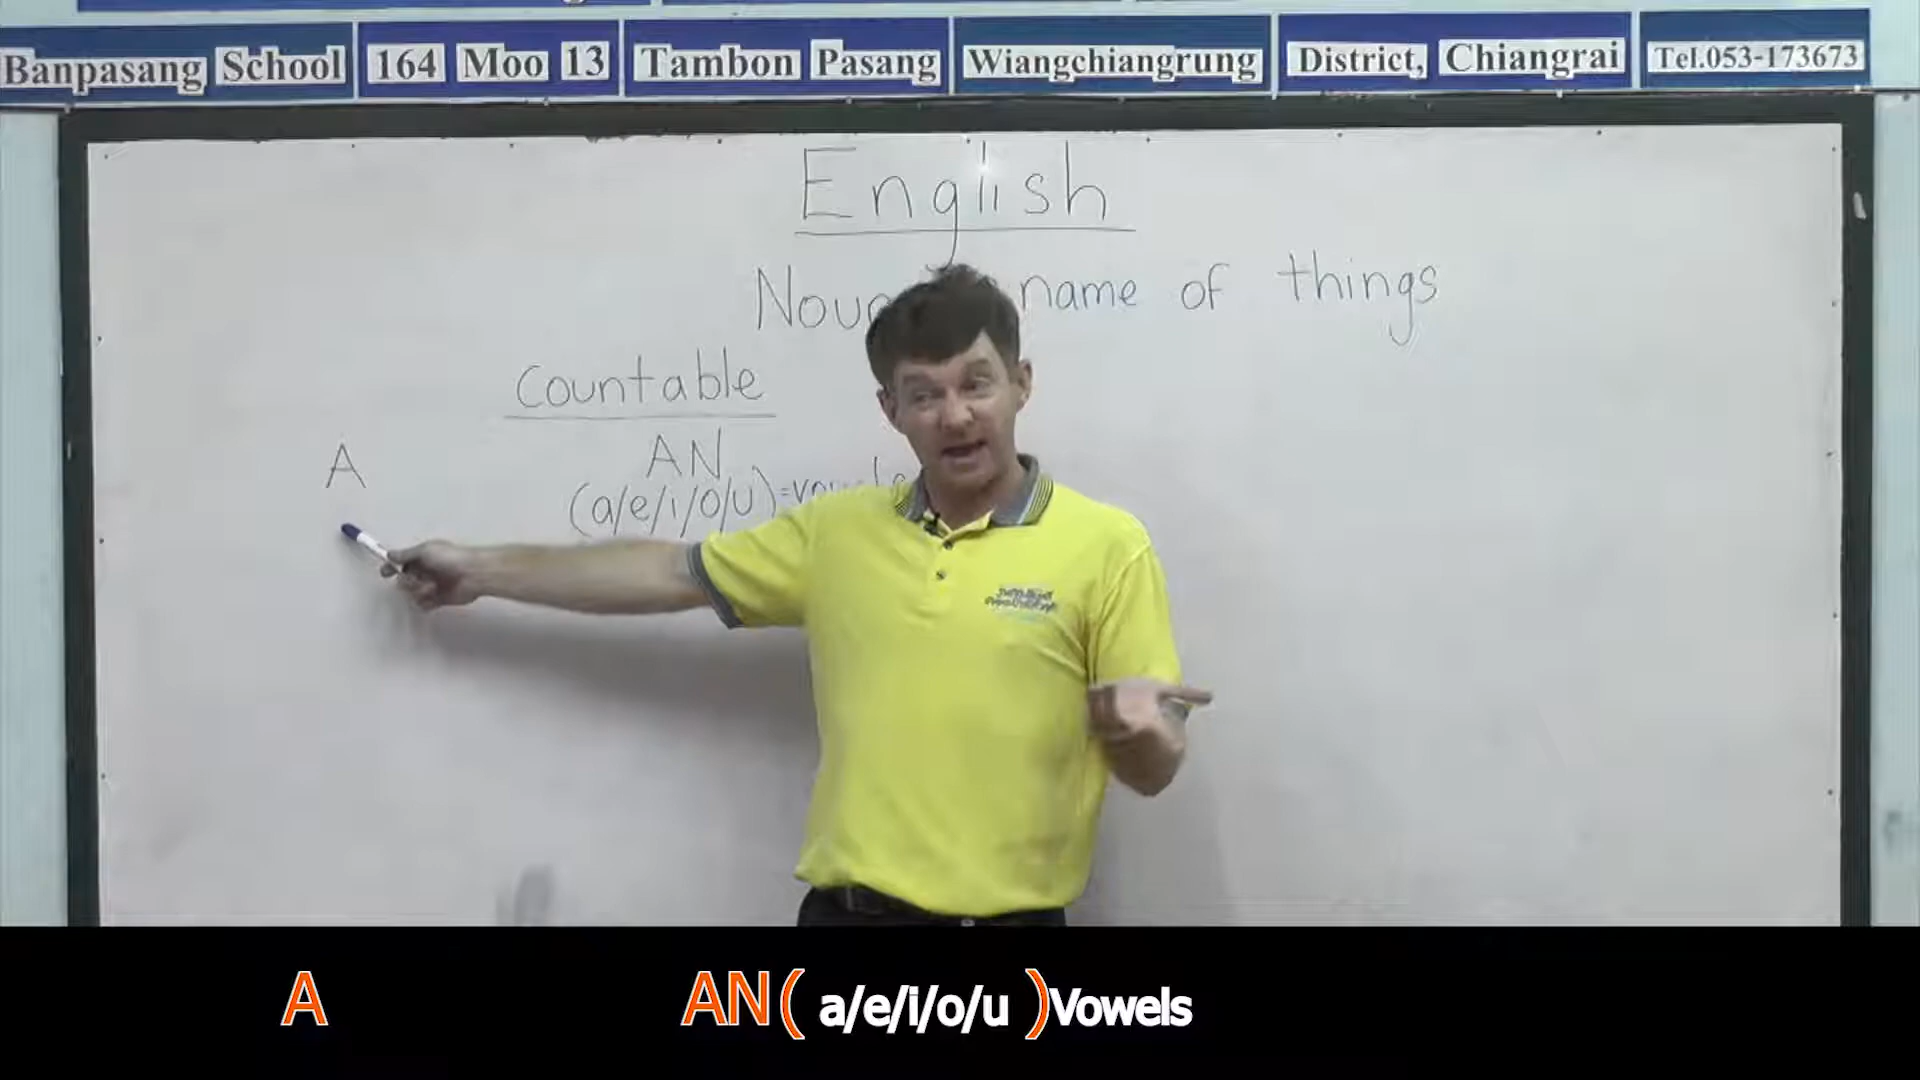 Banpasang School 164 Moo 13 Tambon Pasang Wiangchiangrung District, Chiangrai Tel.053-173673
English
name of things
countable
A AN
(a/e/i/o/u)=
A AN( a/e/i/o/u )Vowels